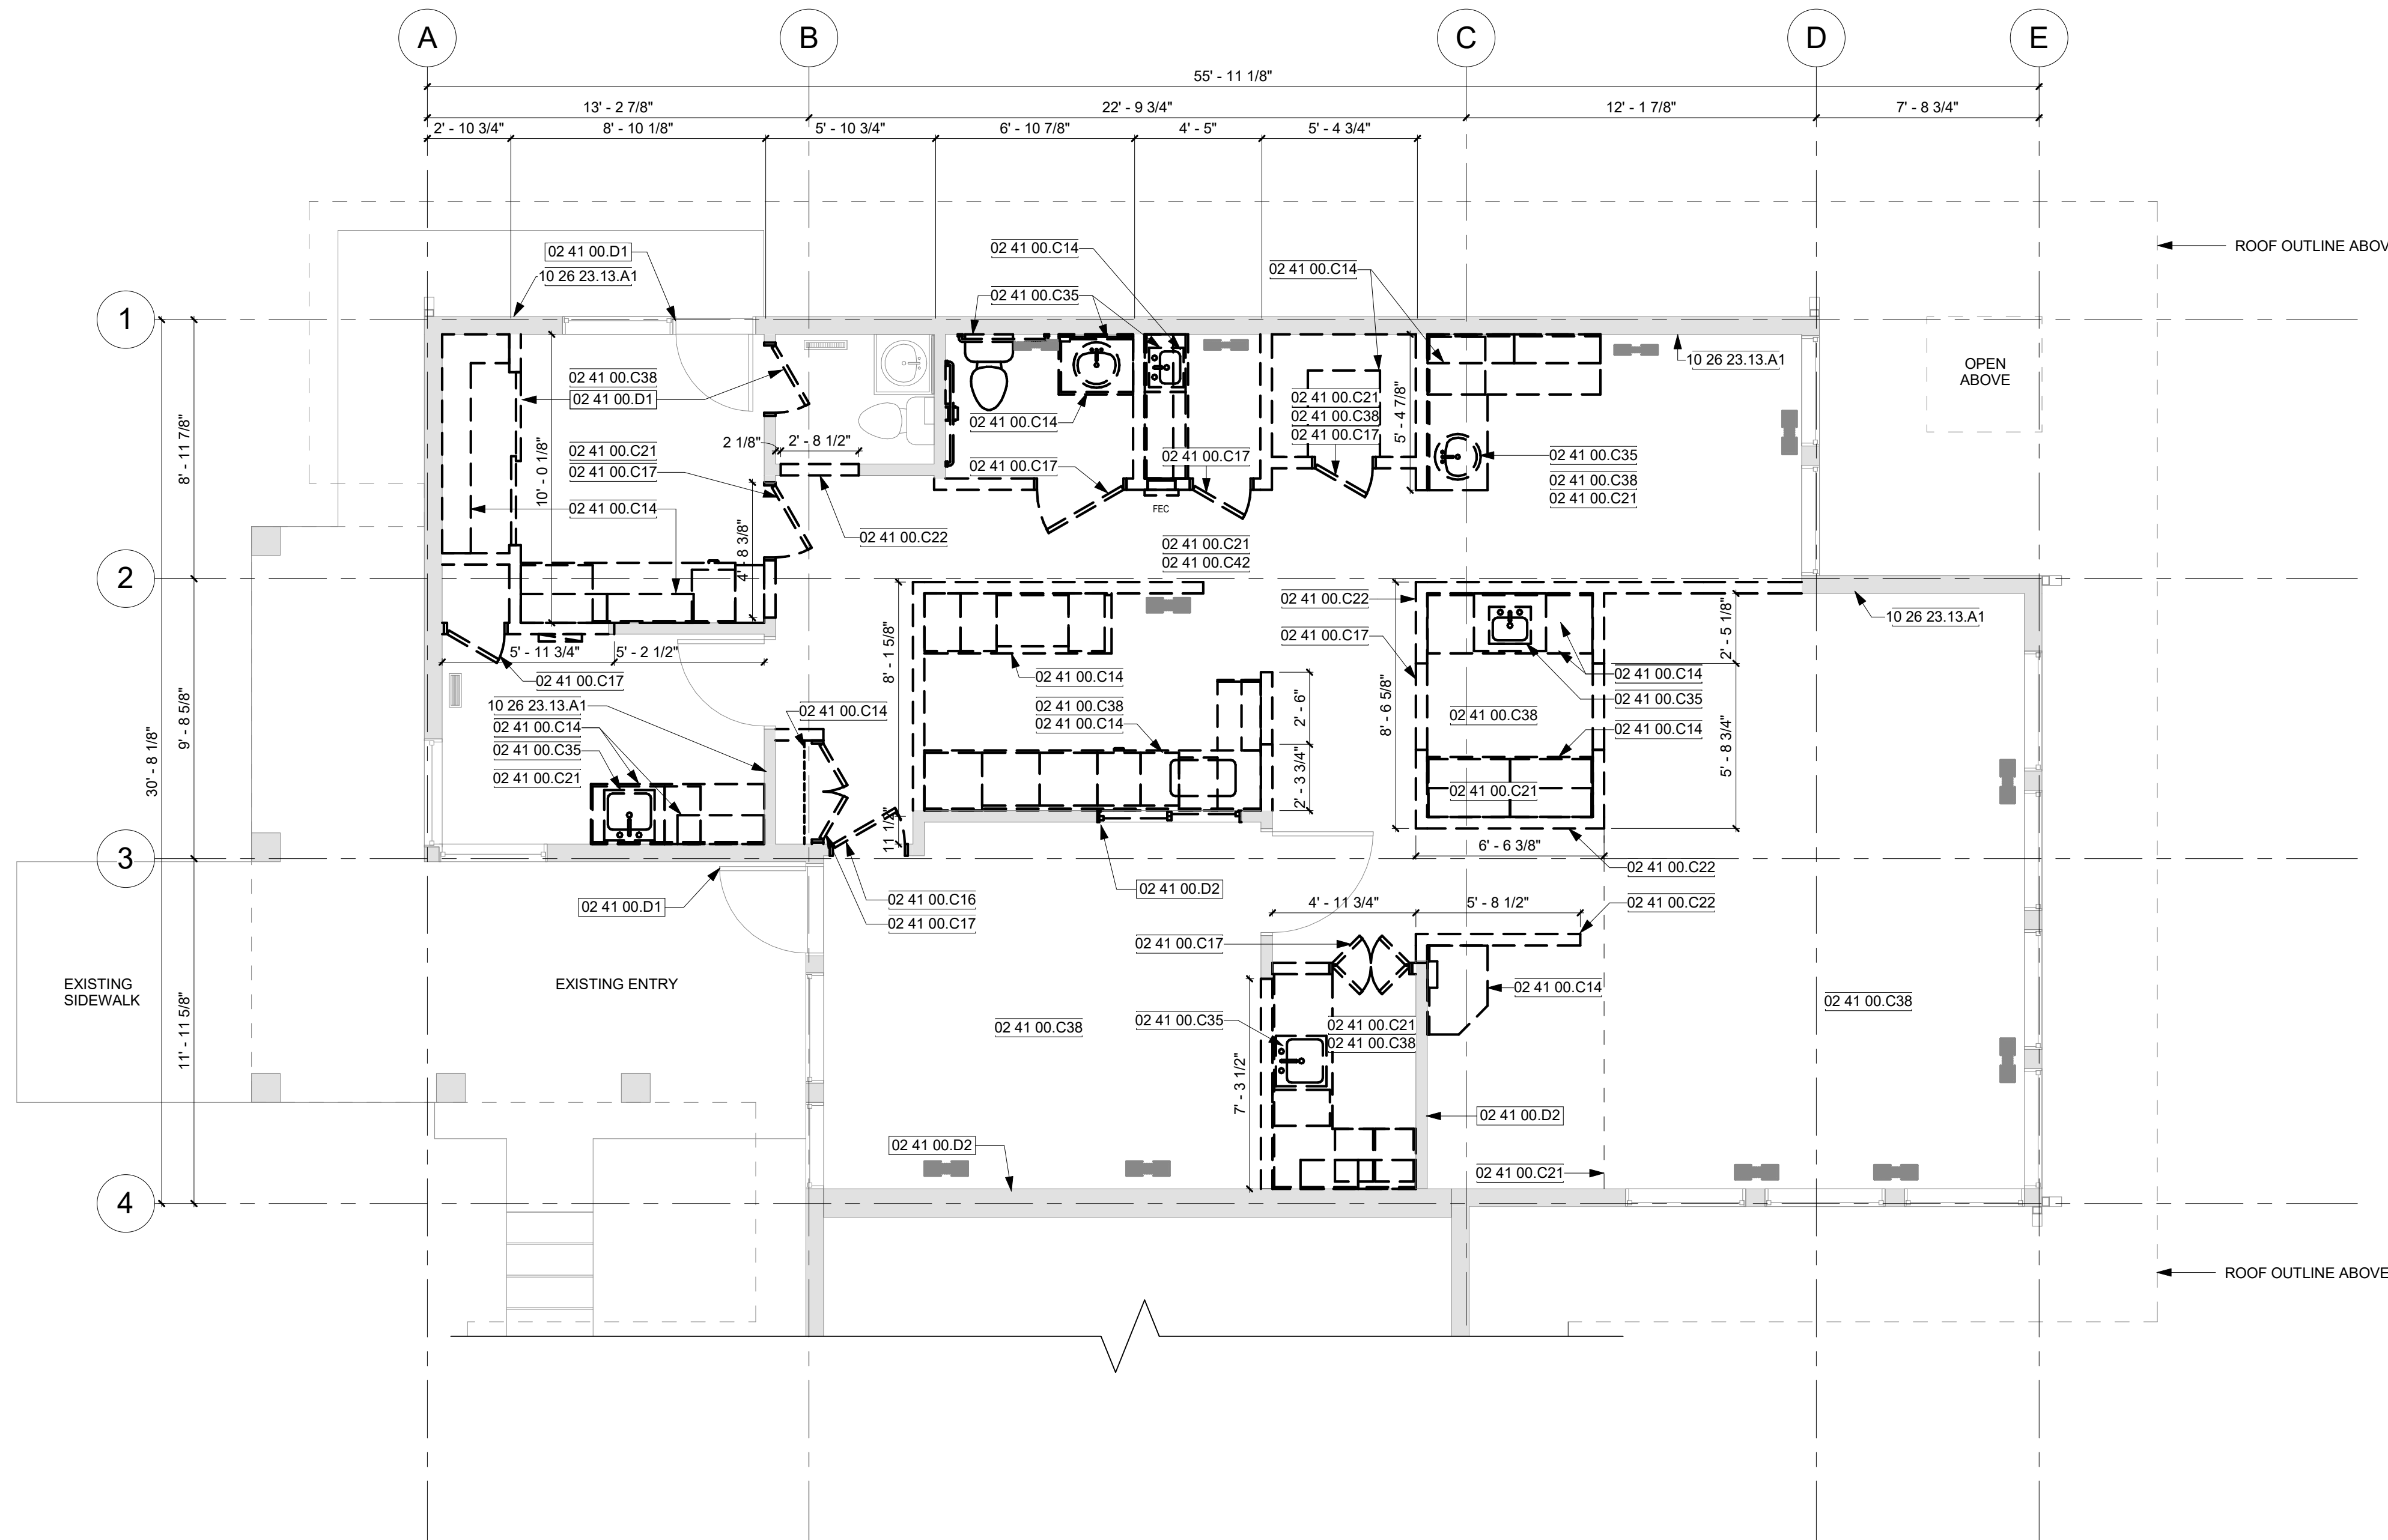 A
B
C
D
E
55' - 11 1/8"
13' - 2 7/8"
22' - 9 3/4"
12' - 1 7/8"
7' - 8 3/4"
2' - 10 3/4"
8' - 10 1/8"
5' - 10 3/4"
6' - 10 7/8"
4' - 5"
5' - 4 3/4"
02 41 00.D1
10 26 23.13.A1
02 41 00.C14
02 41 00.C14
02 41 00.C35
ROOF OUTLINE ABOV
1
10 26 23.13.A1
OPEN
ABOVE
02 41 00.C38
02 41 00.D1
02 41 00.C21
02 41 00.C38
02 41 00.C17
5' - 4 7/8"
02 41 00.C14
2 1/8"
2' - 8 1/2"
02 41 00.C21
02 41 00.C17
02 41 00.C14
10' - 0 1/8"
4' - 8 3/8"
02 41 00.C17
02 41 00.C17
02 41 00.C35
02 41 00.C38
02 41 00.C21
8' - 11 7/8"
FEC
02 41 00.C22
02 41 00.C21
02 41 00.C42
2
02 41 00.C22
02 41 00.C17
10 26 23.13.A1
2' - 5 1/8"
5' - 11 3/4"
5' - 2 1/2"
8' - 1 5/8"
02 41 00.C17
02 41 00.C14
02 41 00.C14
02 41 00.C35
10 26 23.13.A1
02 41 00.C14
02 41 00.C35
02 41 00.C21
02 41 00.C14
02 41 00.C38
02 41 00.C14
2' - 6"
2' - 3 3/4"
8' - 6 5/8"
02 41 00.C38
02 41 00.C14
5' - 8 3/4"
02 41 00.C21
9' - 8 5/8"
30' - 8 1/8"
11 1/2"
3
6' - 6 3/8"
02 41 00.C22
02 41 00.D1
02 41 00.C16
02 41 00.C17
02 41 00.D2
4' - 11 3/4"
5' - 8 1/2"
02 41 00.C22
02 41 00.C17
EXISTING
SIDEWALK
EXISTING ENTRY
02 41 00.C14
02 41 00.C38
02 41 00.C38
02 41 00.C35
02 41 00.C21
02 41 00.C38
11' - 11 5/8"
7' - 3 1/2"
02 41 00.D2
02 41 00.D2
02 41 00.C21
4
ROOF OUTLINE ABOVE